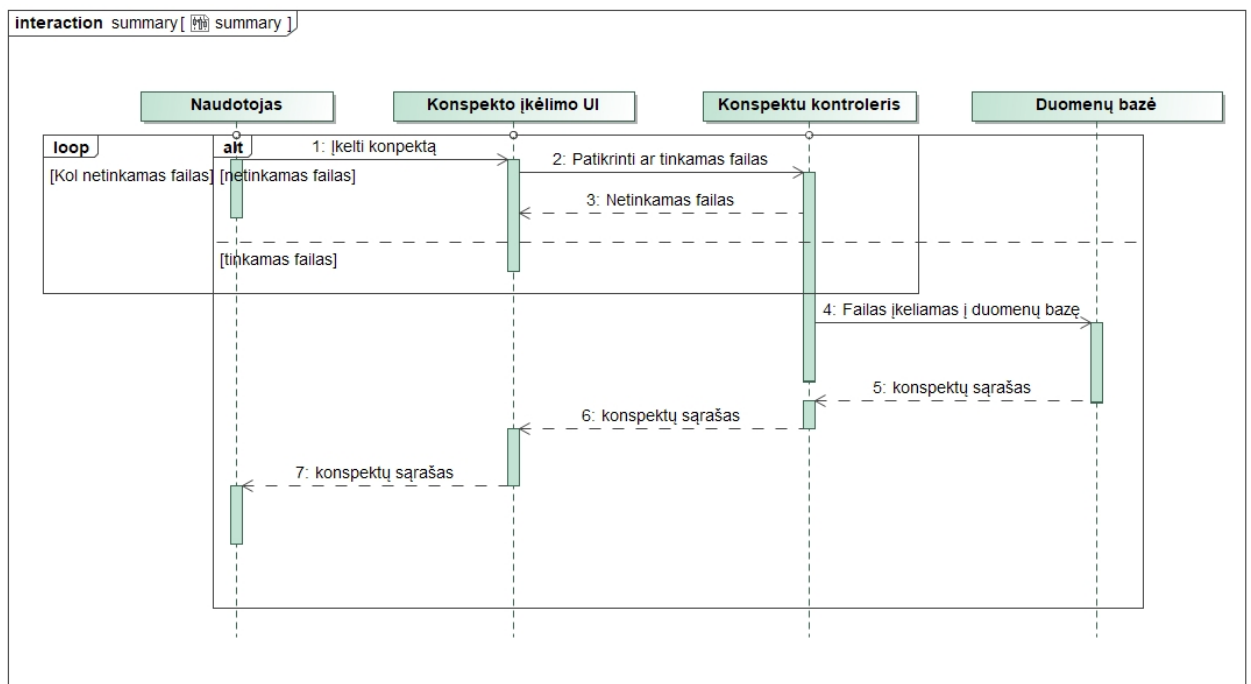 interaction summary[ summary ]
Naudotojas
Konspekto įkėlimo UI
Konspektu kontroleris
Duomenų bazė
loop
alt
1: Įkelti konpektą
2: Patikrinti ar tinkamas failas
[Kol netinkamas failas]
[netinkamas failas]
3: Netinkamas failas
[tinkamas failas]
4: Failas įkeliamas į duomenų bazę
5: konspektų sąrašas
6: konspektų sąrašas
7: konspektų sąrašas